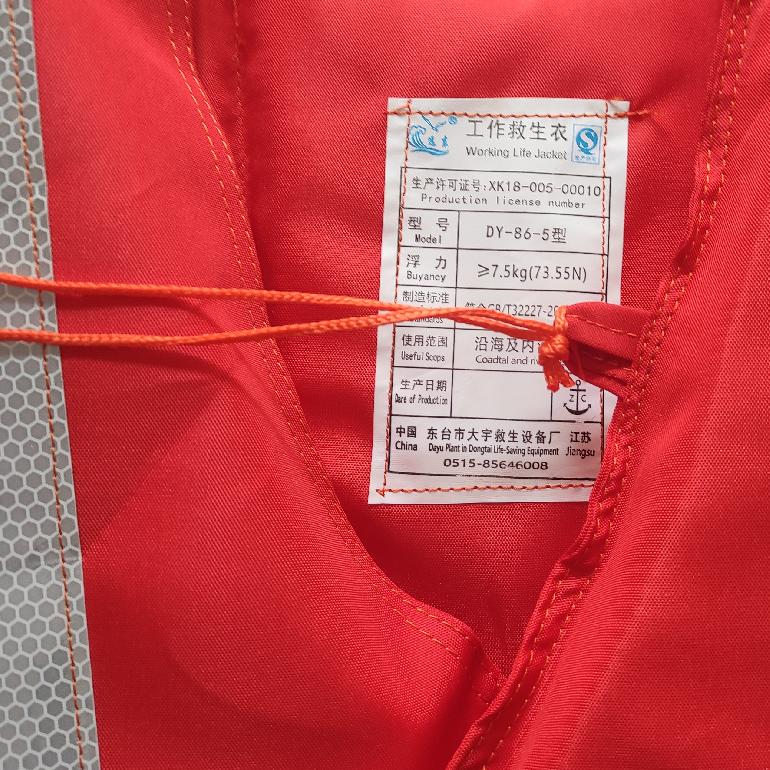 工作救生衣
Working Life Jacket
生产许可证号:XK18-005-00010
Production license number
型 号
Model
DY-86-5型
浮 力
Buyancy
≥7.5kg(73.55N)
制造标准
GB/T32227-20
使用范围
Useful Scops
沿海及内
Coadtal and
生产日期
Dare of Production
Z C
中国 东台市大宇救生设备厂 江苏
China Dayu Plant in Dongtai Life-Saving Equipment Jiangsu
0515-85646008